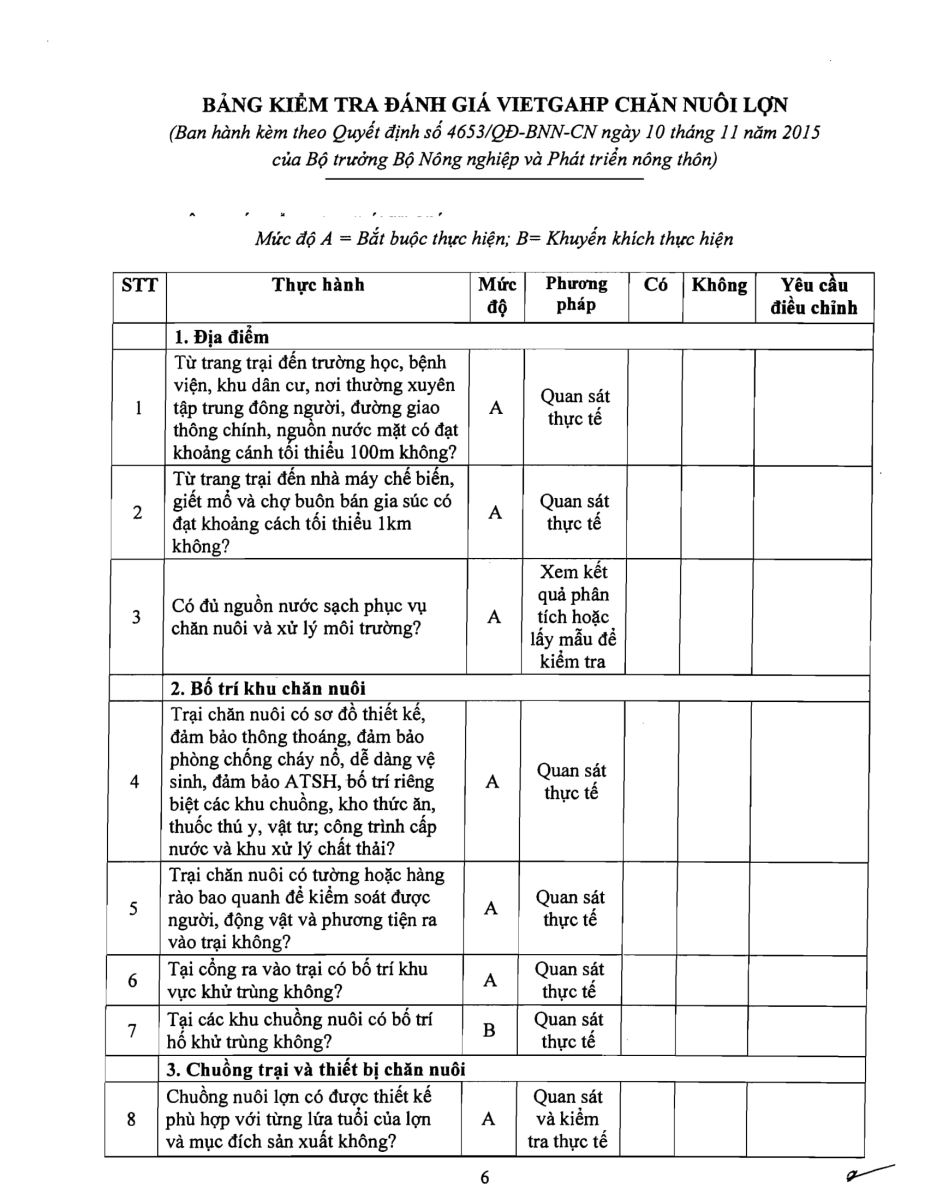 BẢNG KIỂM TRA ĐÁNH GIÁ VIETGAHP CHĂN NUÔI LỢN
(Ban hành kèm theo Quyết định số 4653/QĐ-BNN-CN ngày 10 tháng 11 năm 2015
của Bộ trưởng Bộ Nông nghiệp và Phát triển nông thôn)
Mức độ A = Bắt buộc thực hiện; B= Khuyến khích thực hiện
STT Thực hành Mức độ Phương pháp Có Không Yêu cầu điều chỉnh
1. Địa điểm
1
Từ trang trại đến trường học, bệnh
viện, khu dân cư, nơi thường xuyên
tập trung đông người, đường giao
thông chính, nguồn nước mặt có đạt
khoảng cánh tối thiểu 100m không?
A
Quan sát
thực tế
2
Từ trang trại đến nhà máy chế biến,
giết mổ và chợ buôn bán gia súc có
đạt khoảng cách tối thiểu 1km
không?
A
Quan sát
thực tế
3
Có đủ nguồn nước sạch phục vụ
chăn nuôi và xử lý môi trường?
A
Xem kết
quả phân
tích hoặc
lấy mẫu để
kiểm tra
2. Bố trí khu chăn nuôi
4
Trại chăn nuôi có sơ đồ thiết kế,
đảm bảo thông thoáng, đảm bảo
phòng chống cháy nổ, dễ dàng vệ
sinh, đảm bảo ATSH, bố trí riêng
biệt các khu chuồng, kho thức ăn,
thuốc thú y, vật tư; công trình cấp
nước và khu xử lý chất thải?
A
Quan sát
thực tế
5
Trại chăn nuôi có tường hoặc hàng
rào bao quanh để kiểm soát được
người, động vật và phương tiện ra
vào trại không?
A
Quan sát
thực tế
6
Tại cổng ra vào trại có bố trí khu
vực khử trùng không?
A
Quan sát
thực tế
7
Tại các khu chuồng nuôi có bố trí
hố khử trùng không?
B
Quan sát
thực tế
3. Chuồng trại và thiết bị chăn nuôi
8
Chuồng nuôi lợn có được thiết kế
phù hợp với từng lứa tuổi của lợn
và mục đích sản xuất không?
A
Quan sát
và kiểm
tra thực tế
6